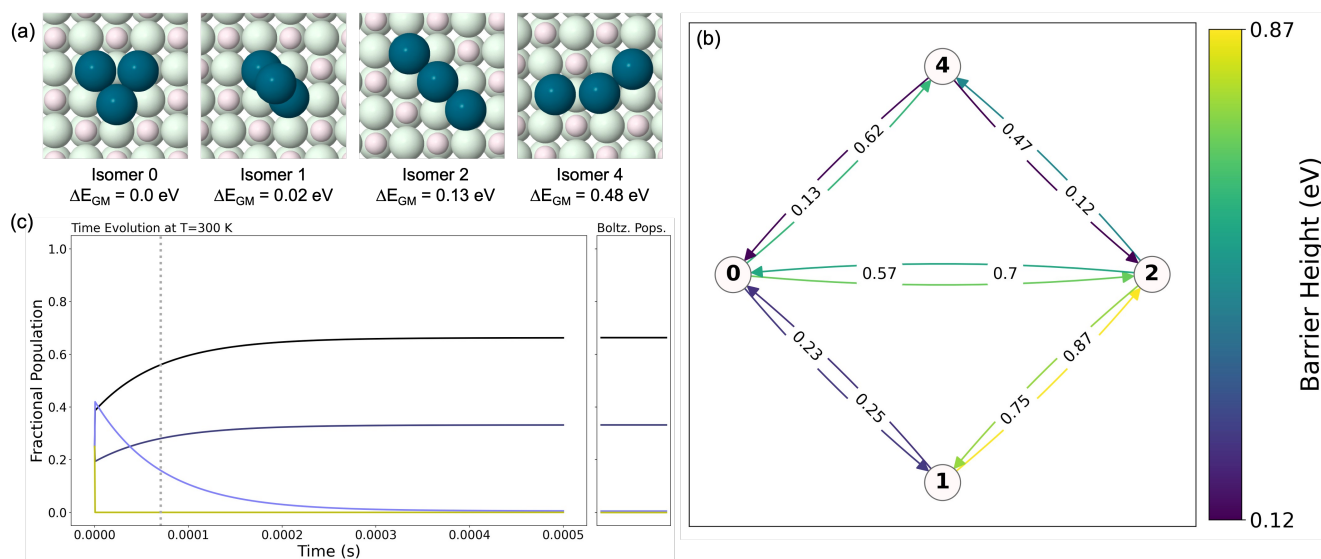 (a)
Isomer 0
ΔE_GM = 0.0 eV
Isomer 1
ΔE_GM = 0.02 eV
Isomer 2
ΔE_GM = 0.13 eV
Isomer 4
ΔE_GM = 0.48 eV
(c)
Time Evolution at T=300 K
Boltz. Pops.
Fractional Population
1.0
0.8
0.6
0.4
0.2
0.0
0.0000
0.0001
0.0002
0.0003
0.0004
0.0005
Time (s)
(b)
4
0.62
0.13
0.47
0.12
0
0.57
0.7
2
0.23
0.25
0.87
0.75
1
0.87
0.12
Barrier Height (eV)